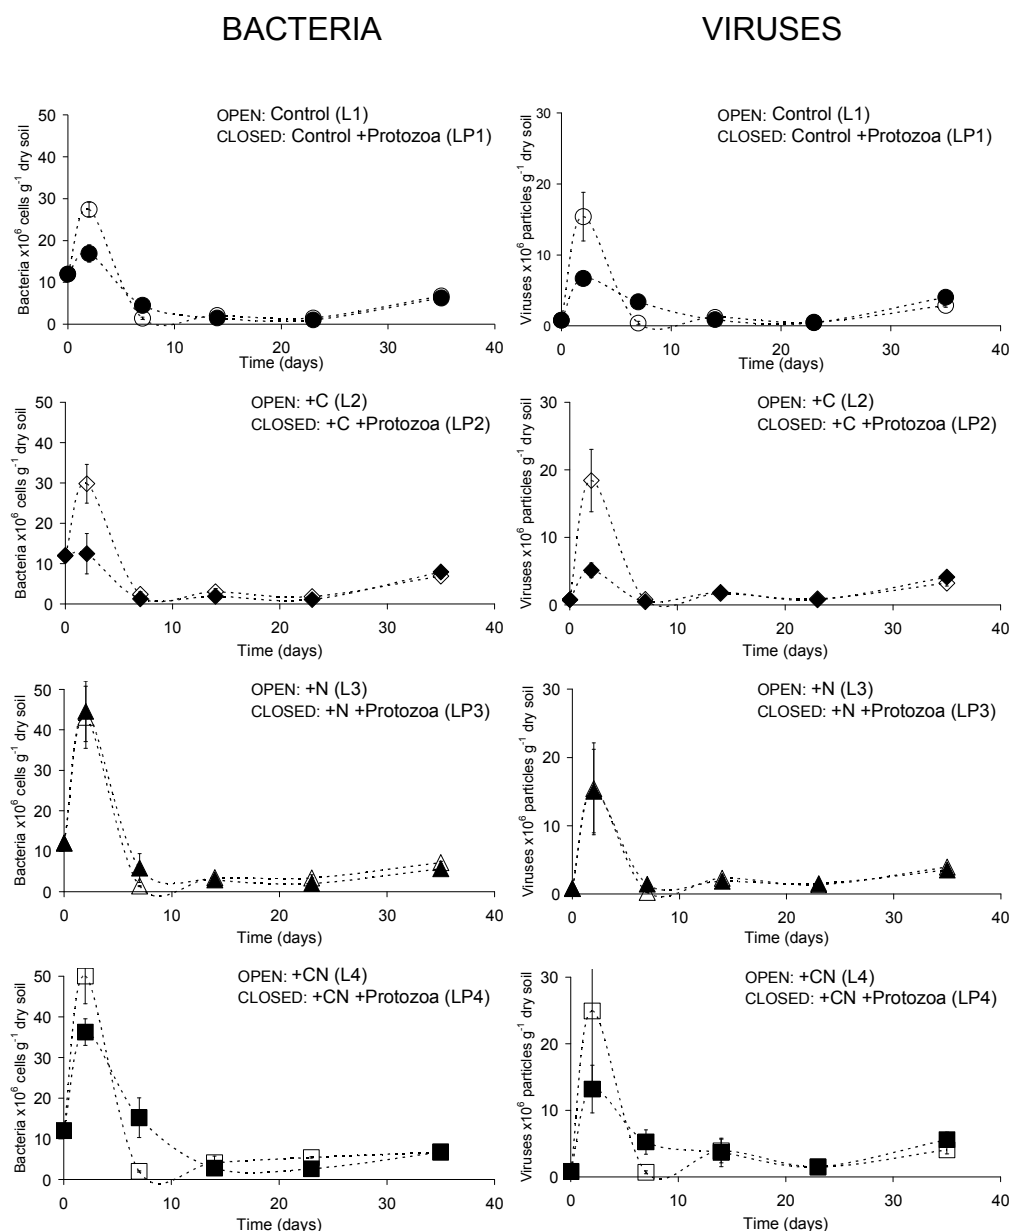 BACTERIA
VIRUSES
OPEN: Control (L1)
CLOSED: Control +Protozoa (LP1)
Bacteria x10⁶ cells g⁻¹ dry soil
50
40
30
20
10
0
0 10 20 30 40
Time (days)
OPEN: Control (L1)
CLOSED: Control +Protozoa (LP1)
Viruses x10⁶ particles g⁻¹ dry soil
30
20
10
0
0 10 20 30 40
Time (days)
OPEN: +C (L2)
CLOSED: +C +Protozoa (LP2)
Bacteria x10⁶ cells g⁻¹ dry soil
50
40
30
20
10
0
0 10 20 30 40
Time (days)
OPEN: +C (L2)
CLOSED: +C +Protozoa (LP2)
Viruses x10⁶ particles g⁻¹ dry soil
30
20
10
0
0 10 20 30 40
Time (days)
OPEN: +N (L3)
CLOSED: +N +Protozoa (LP3)
Bacteria x10⁶ cells g⁻¹ dry soil
50
40
30
20
10
0
0 10 20 30 40
Time (days)
OPEN: +N (L3)
CLOSED: +N +Protozoa (LP3)
Viruses x10⁶ particles g⁻¹ dry soil
30
20
10
0
0 10 20 30 40
Time (days)
OPEN: +CN (L4)
CLOSED: +CN +Protozoa (LP4)
Bacteria x10⁶ cells g⁻¹ dry soil
50
40
30
20
10
0
0 10 20 30 40
Time (days)
OPEN: +CN (L4)
CLOSED: +CN +Protozoa (LP4)
Viruses x10⁶ particles g⁻¹ dry soil
30
20
10
0
0 10 20 30 40
Time (days)